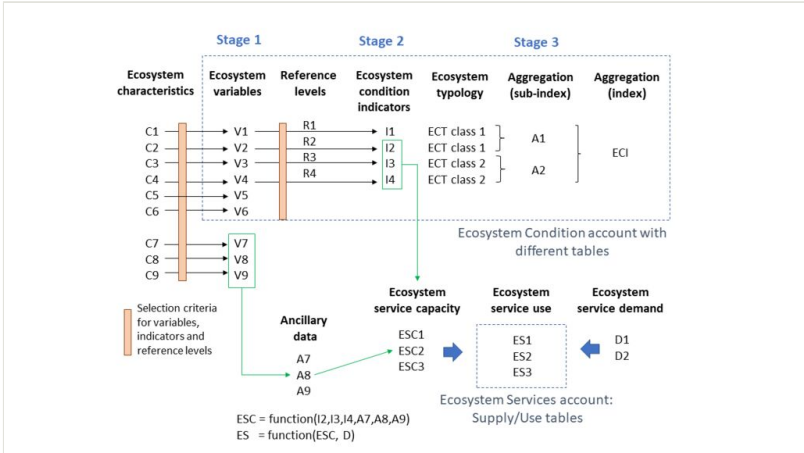 Stage 1 Stage 2 Stage 3
Ecosystem characteristics
Ecosystem variables
Reference levels
Ecosystem condition indicators
Ecosystem typology
Aggregation (sub-index)
Aggregation (index)
C1 V1 R1 I1 ECT class 1
C2 V2 R2 I2 ECT class 1
C3 V3 R3 I3 ECT class 2
C4 V4 R4 I4 ECT class 2
C5 V5
C6 V6
A1
A2
ECI
Ecosystem Condition account with
different tables
C7 V7
C8 V8
C9 V9
Selection criteria
for variables,
indicators and
reference levels
Ancillary
data
A7
A8
A9
Ecosystem
service capacity
ESC1
ESC2
ESC3
Ecosystem
service use
ES1
ES2
ES3
Ecosystem
service demand
D1
D2
Ecosystem Services account:
Supply/Use tables
ESC = function(I2,I3,I4,A7,A8,A9)
ES = function(ESC, D)